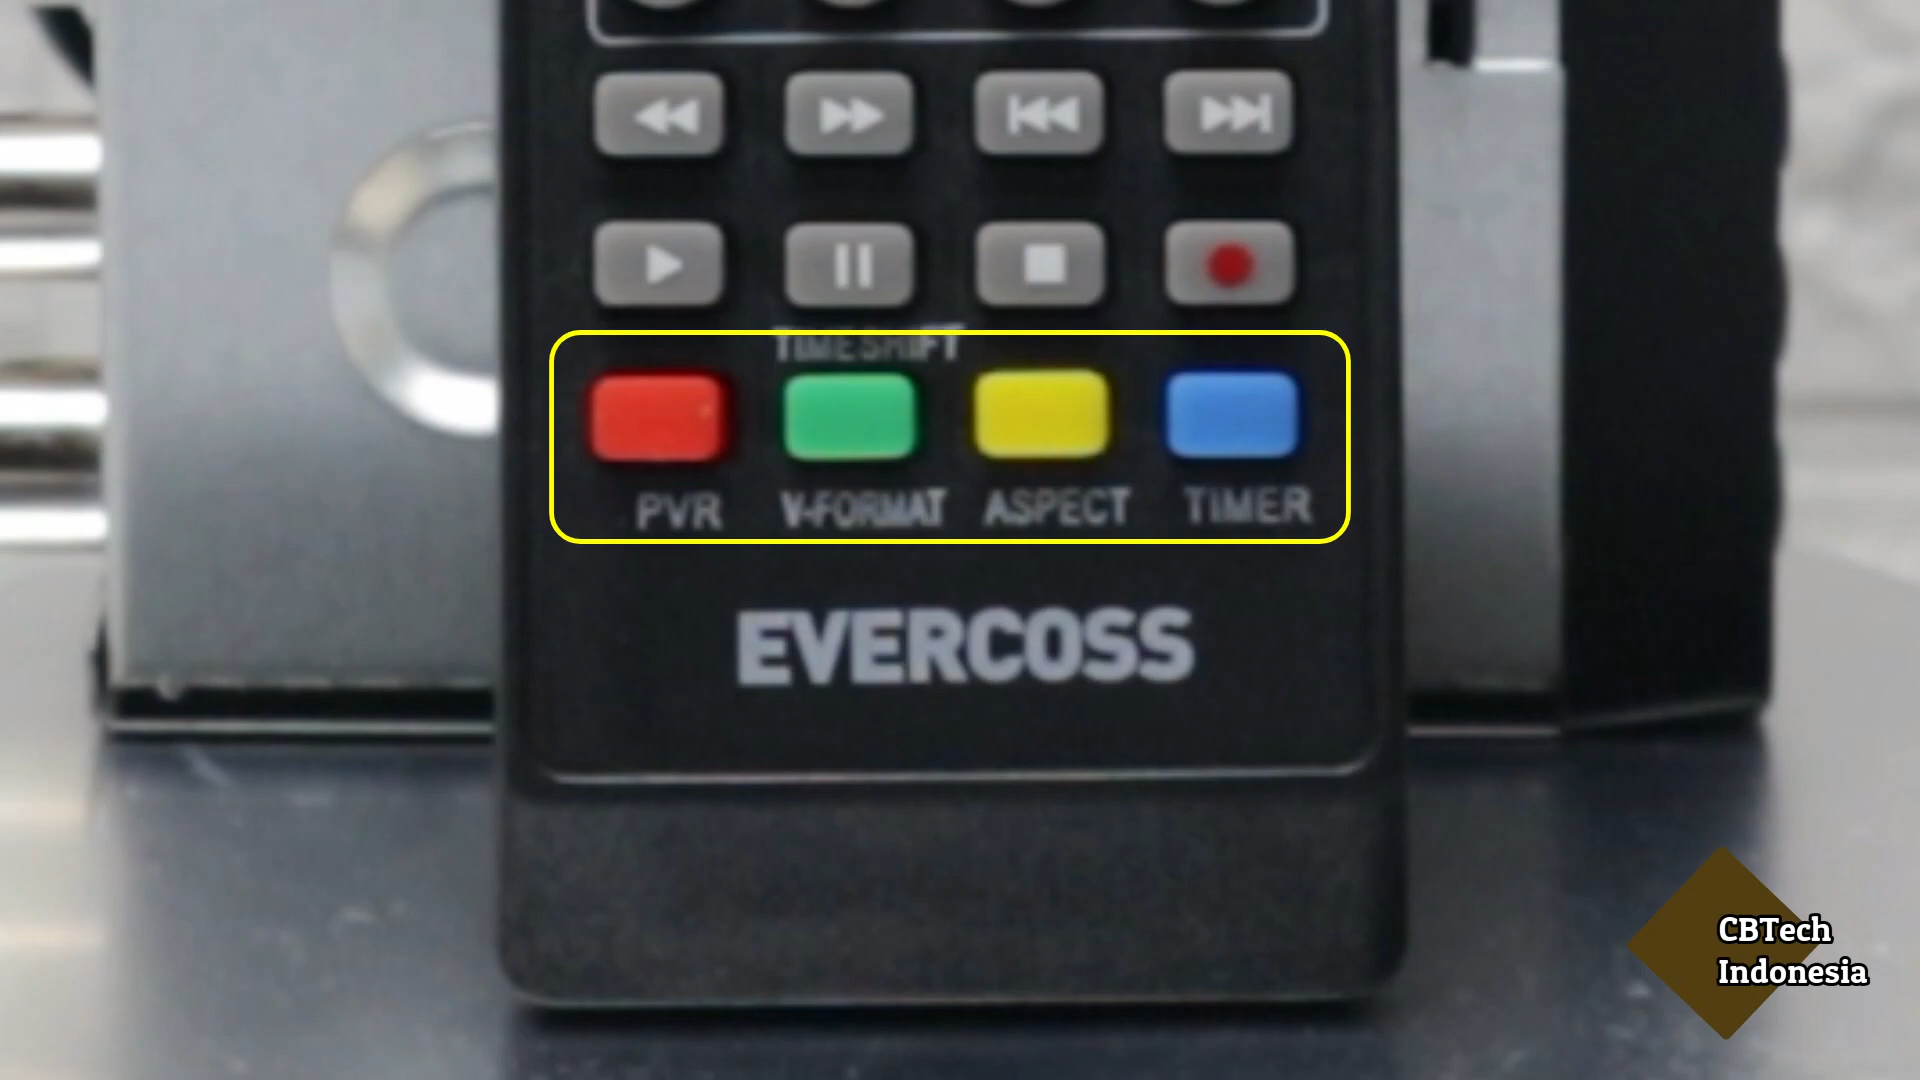 TIMESHIFT
PVR V-FORMAT ASPECT TIMER
EVERCOSS
CBTech
Indonesia